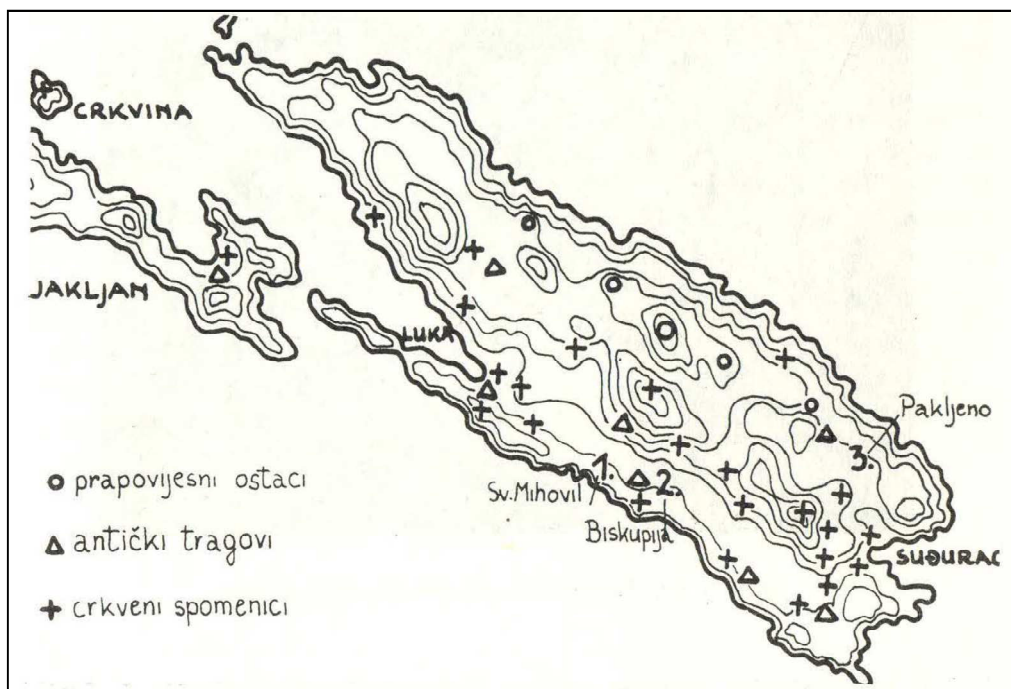 CRKVINA
JAKLJAN
LUKA
Pakljeno
3.
1.
Sv. Mihovil
2.
Biskupija
SUĐURAC
prapovijesni ostaci
antički tragovi
crkveni spomenici